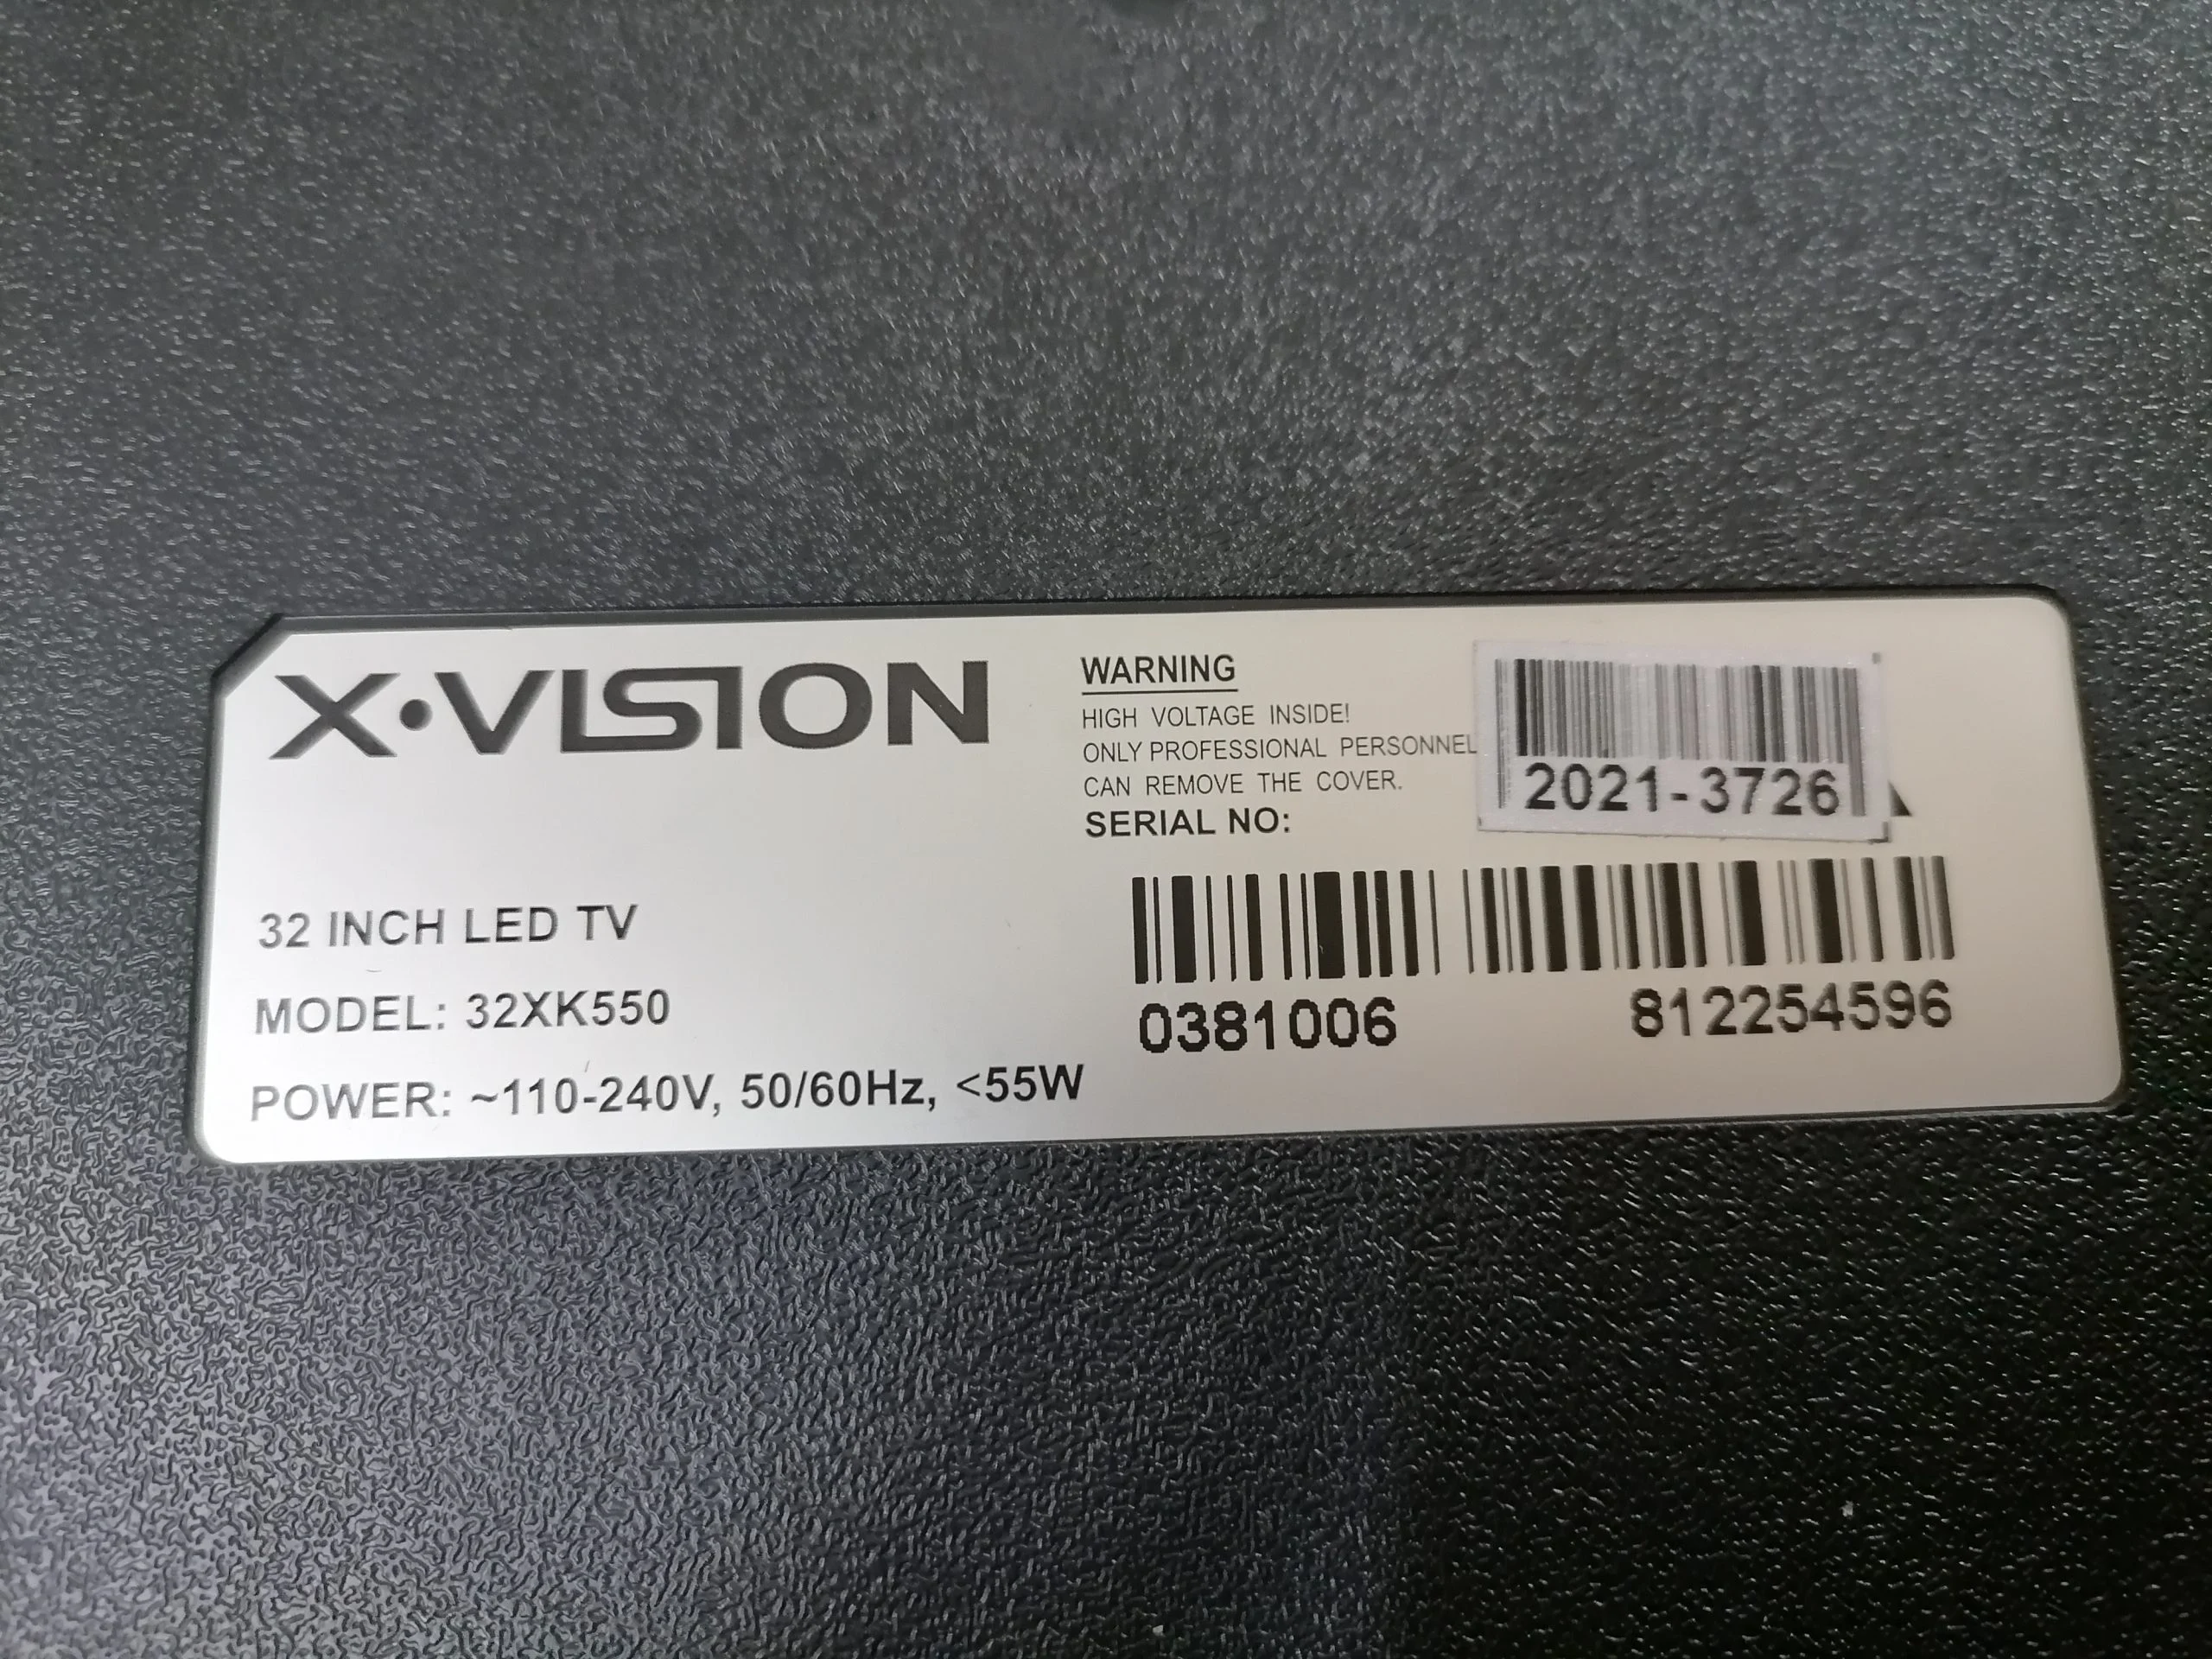 X·VISION
32 INCH LED TV
MODEL: 32XK550
POWER: ~110-240V, 50/60Hz, <55W
WARNING
HIGH VOLTAGE INSIDE!
ONLY PROFESSIONAL PERSONNEL
CAN REMOVE THE COVER.
SERIAL NO:
2021-3726
0381006 812254596